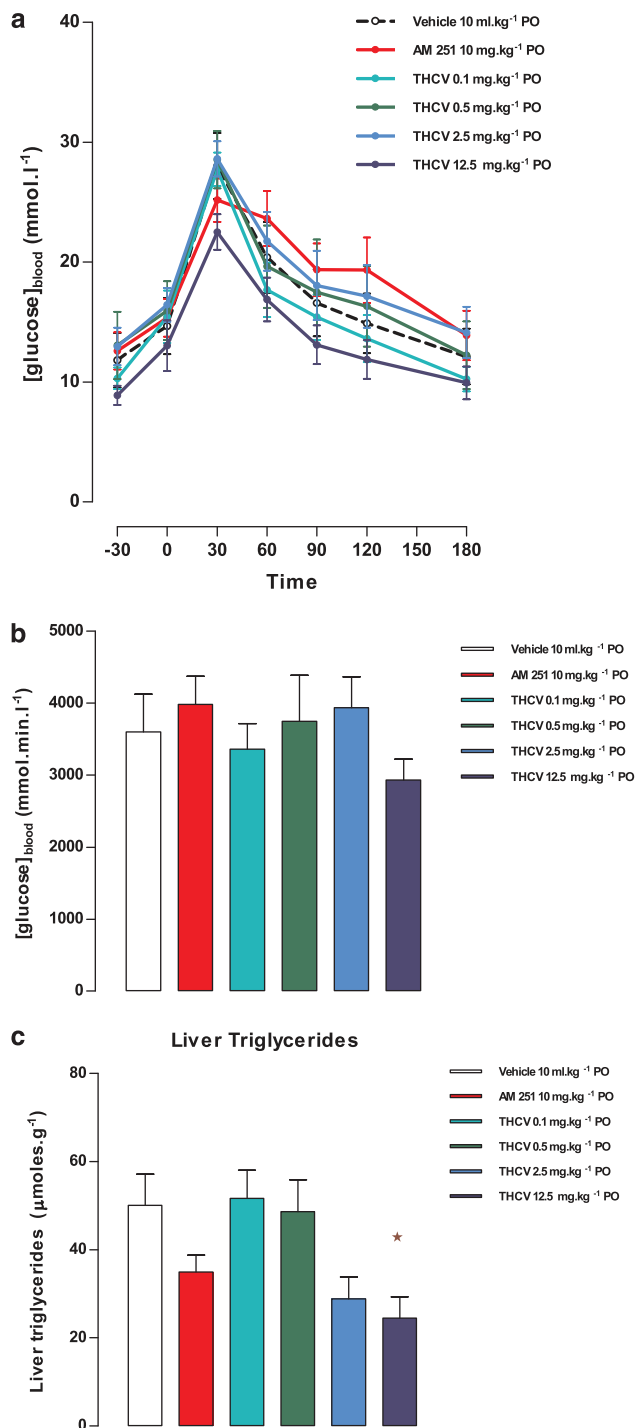 a
40
30
20
10
0
[glucose]blood (mmol.l-1)
-30 0 30 60 90 120 150 180
Time
Vehicle 10 ml.kg-1 PO
AM 251 10 mg.kg-1 PO
THCV 0.1 mg.kg-1 PO
THCV 0.5 mg.kg-1 PO
THCV 2.5 mg.kg-1 PO
THCV 12.5 mg.kg-1 PO
b
5000
4000
3000
2000
1000
0
[glucose]blood (mmol.min.l-1)
Vehicle 10 ml.kg -1 PO
AM 251 10 mg.kg -1 PO
THCV 0.1 mg.kg -1 PO
THCV 0.5 mg.kg -1 PO
THCV 2.5 mg.kg -1 PO
THCV 12.5 mg.kg -1 PO
c
Liver Triglycerides
80
60
40
20
0
Liver triglycerides (μmoles.g-1)
Vehicle 10 ml.kg -1 PO
AM 251 10 mg.kg -1 PO
THCV 0.1 mg.kg -1 PO
THCV 0.5 mg.kg -1 PO
THCV 2.5 mg.kg -1 PO
THCV 12.5 mg.kg -1 PO